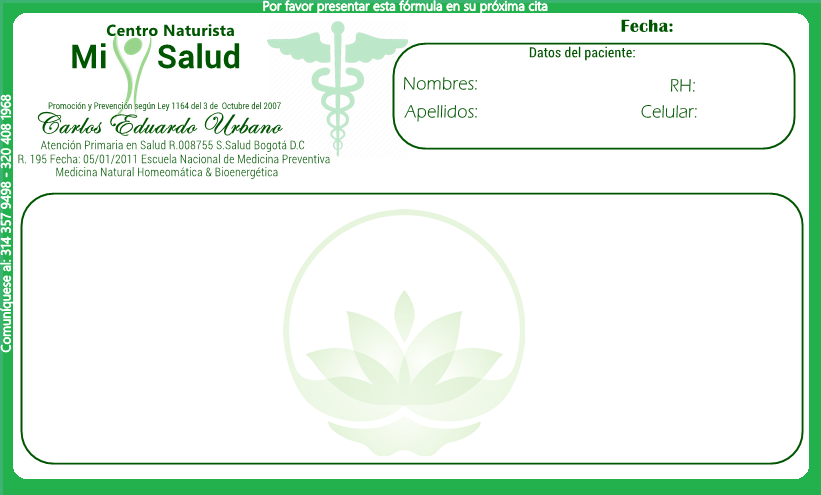 Por favor presentar esta fórmula en su próxima cita
Centro Naturista
Mi Salud
Promoción y Prevención según Ley 1164 del 3 de Octubre del 2007
Carlos Eduardo Urbano
Atención Primaria en Salud R.008755 S.Salud Bogotá D.C
R. 195 Fecha: 05/01/2011 Escuela Nacional de Medicina Preventiva
Medicina Natural Homeomática & Bioenergética
Fecha:
Datos del paciente:
Nombres: RH:
Apellidos: Celular:
Comuníquese al: 314 357 9498 - 320 408 1968